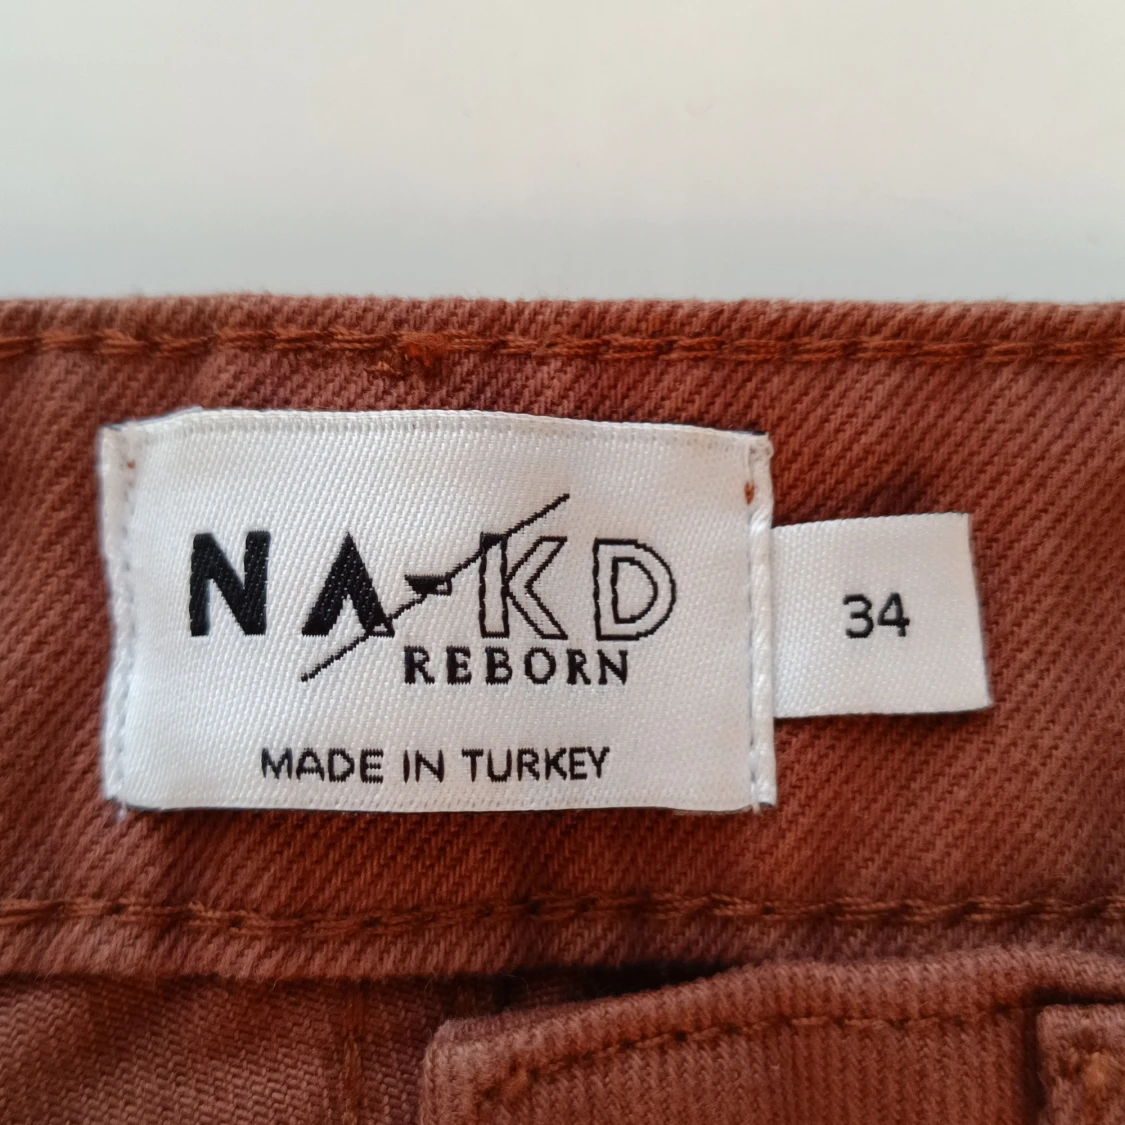 NA-KD
REBORN
MADE IN TURKEY
34